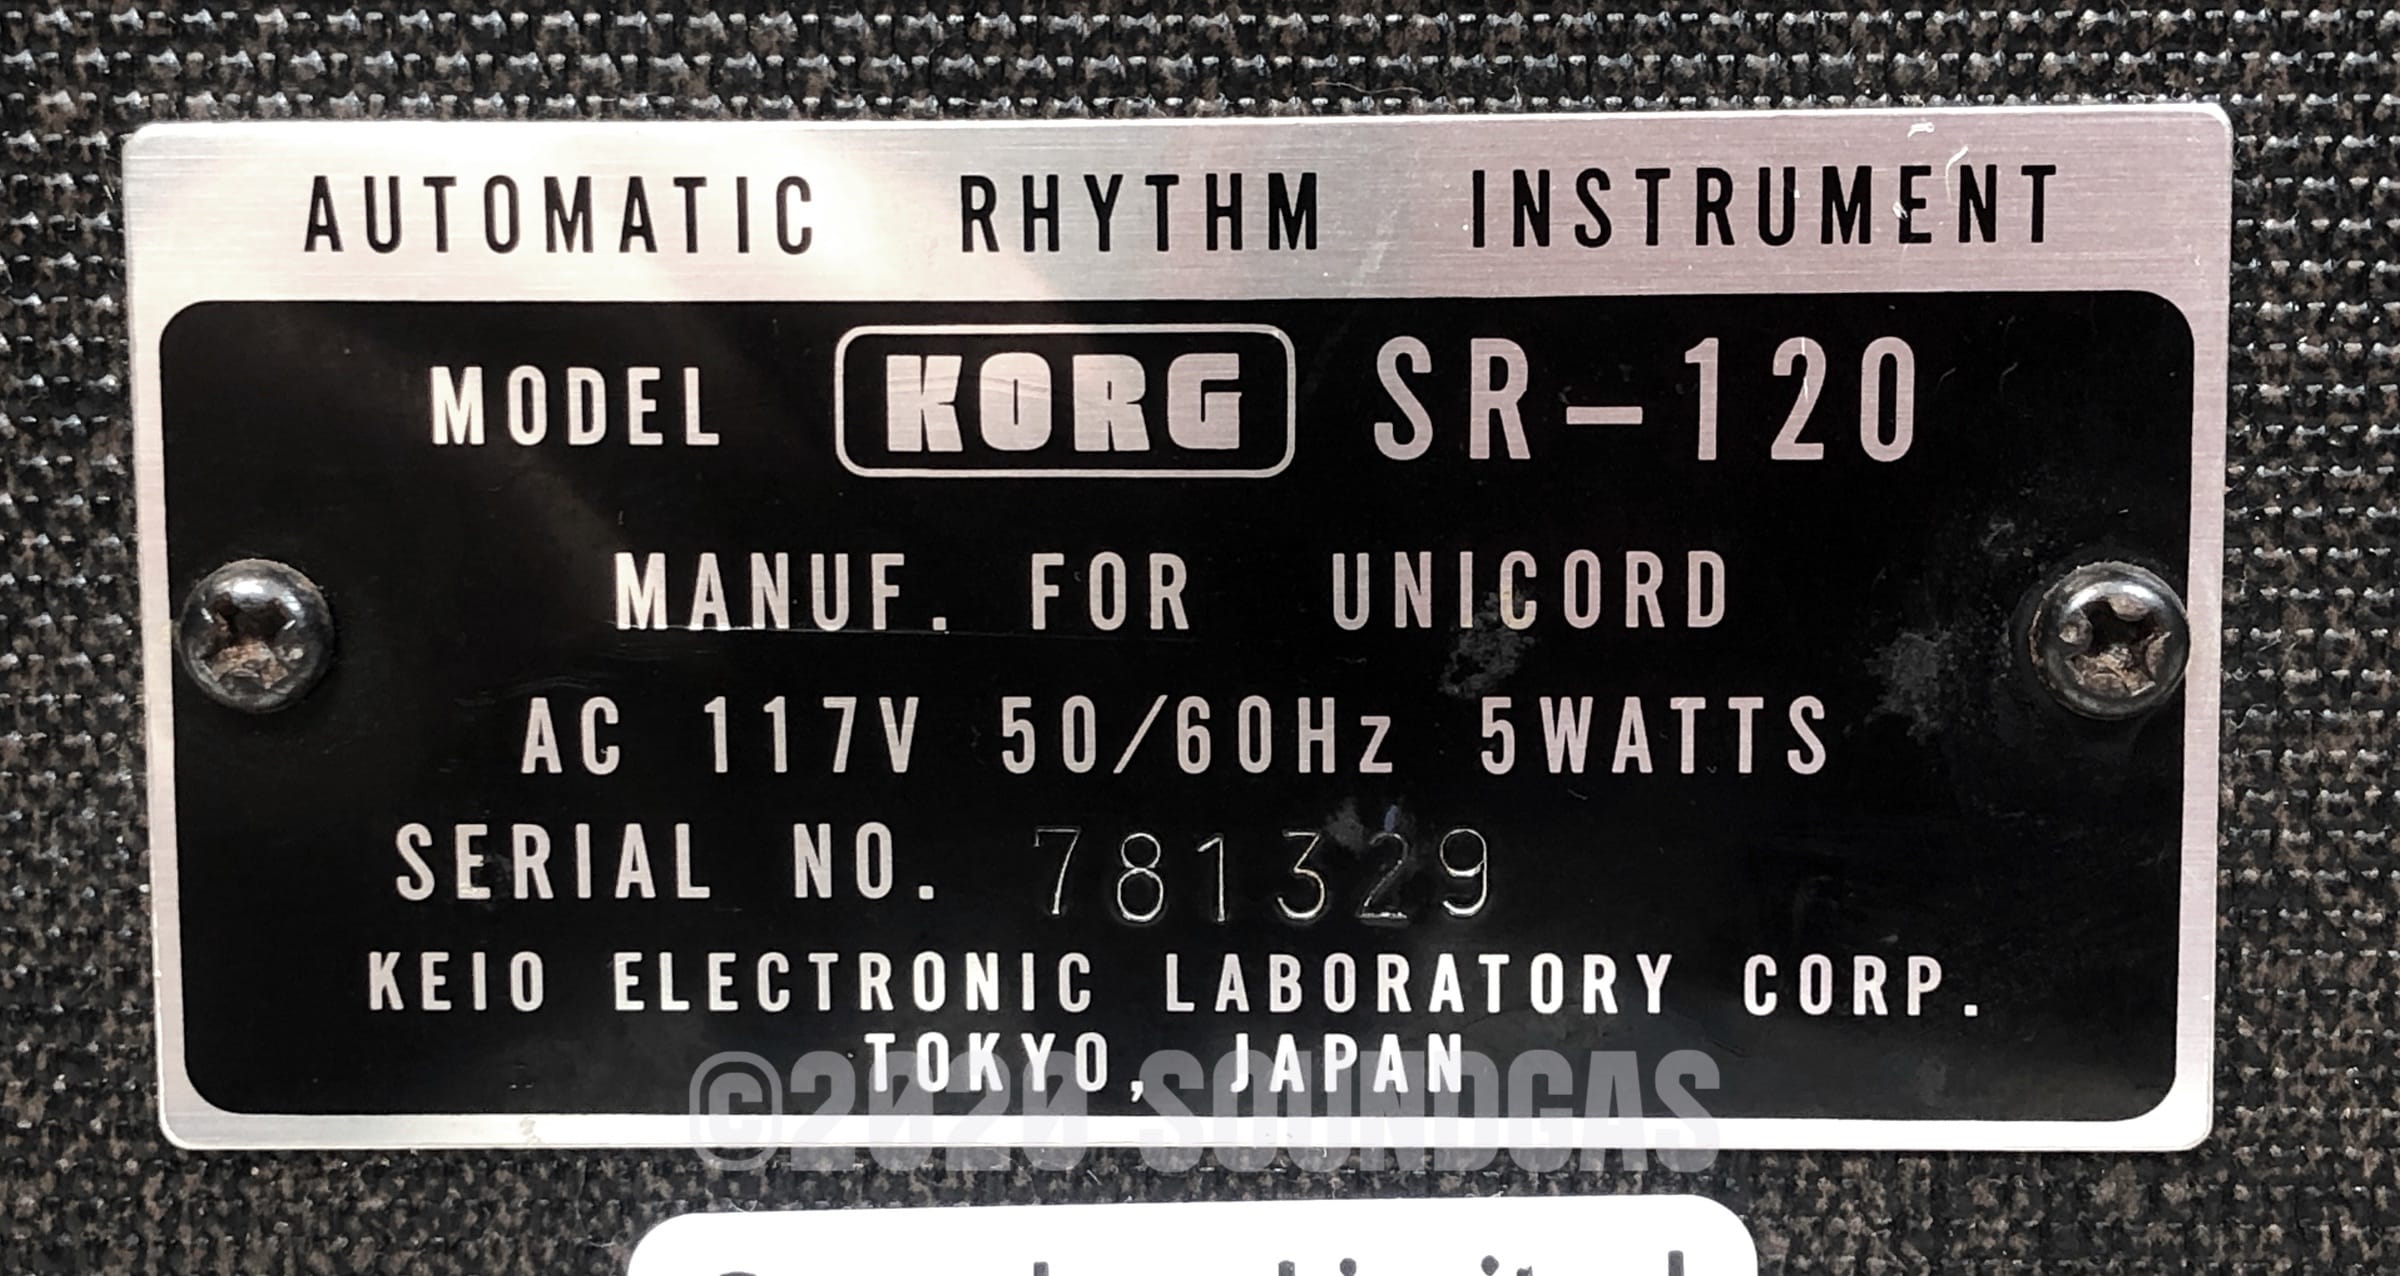 AUTOMATIC RHYTHM INSTRUMENT
MODEL KORG SR-120
MANUF. FOR UNICORD
AC 117V 50/60Hz 5WATTS
SERIAL NO. 781329
KEIO ELECTRONIC LABORATORY CORP.
TOKYO, JAPAN
©2020 SOUNDGAS